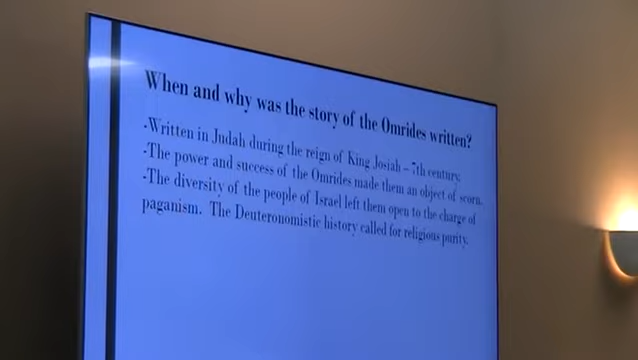 When and why was the story of the Omrides written?
-Written in Judah during the reign of King Josiah – 7th century.
-The power and success of the Omrides made them an object of scorn.
-The diversity of the people of Israel left them open to the charge of
paganism. The Deuteronomistic history called for religious purity.